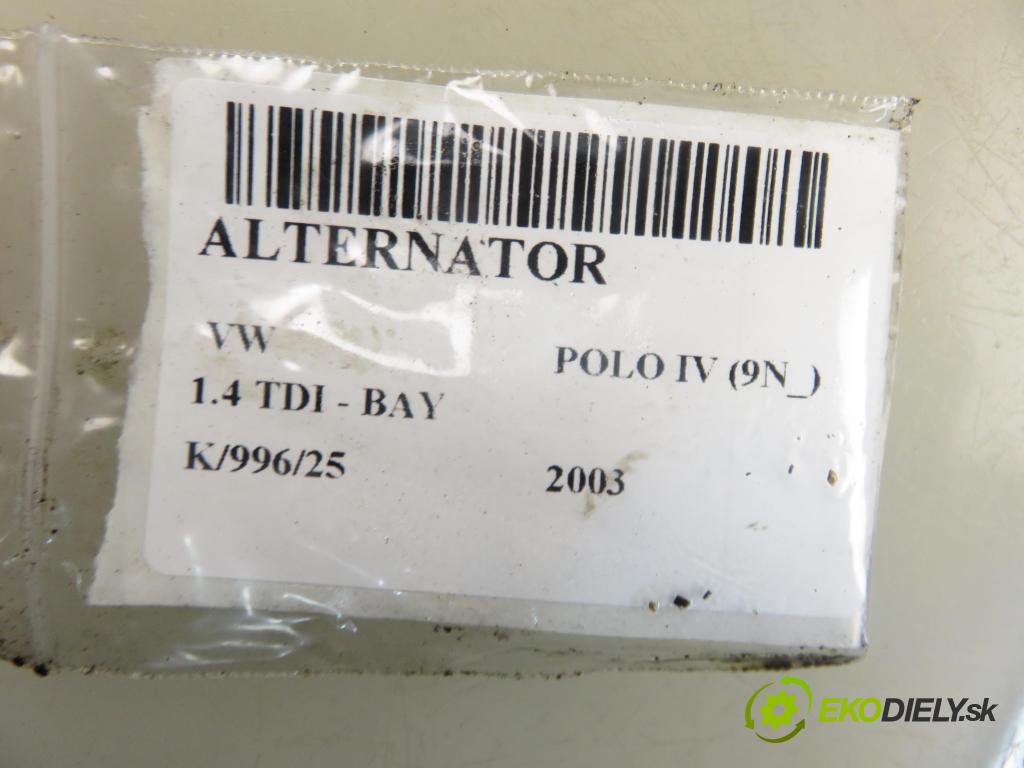 ALTERNATOR
VW POLO IV (9N_)
1.4 TDI - BAY
K/996/25 2003
EKODIELY.sk